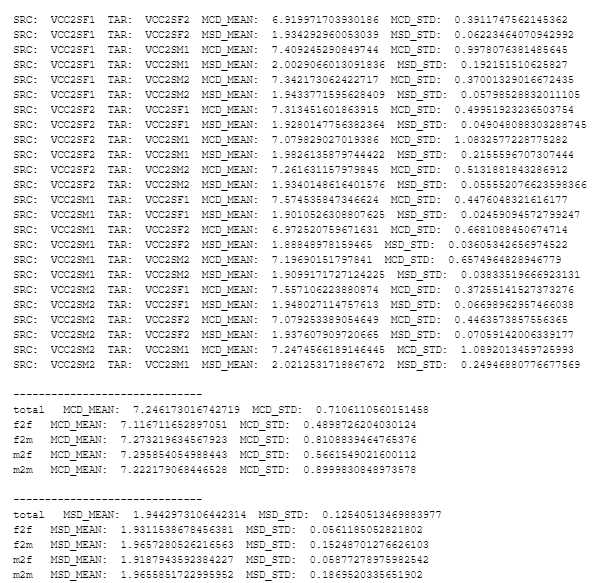 SRC: VCC2SF1 TAR: VCC2SF2 MCD_MEAN: 6.919971703930186 MCD_STD: 0.3911747562145362
SRC: VCC2SF1 TAR: VCC2SF2 MSD_MEAN: 1.934292960053039 MSD_STD: 0.06223464070942992
SRC: VCC2SF1 TAR: VCC2SM1 MCD_MEAN: 7.409245290849744 MCD_STD: 0.9978076381485645
SRC: VCC2SF1 TAR: VCC2SM1 MSD_MEAN: 2.0029066013091836 MSD_STD: 0.192151510625827
SRC: VCC2SF1 TAR: VCC2SM2 MCD_MEAN: 7.342173062422717 MCD_STD: 0.37001329016672435
SRC: VCC2SF1 TAR: VCC2SM2 MSD_MEAN: 1.9433771595628409 MSD_STD: 0.05798528832011105
SRC: VCC2SF2 TAR: VCC2SF1 MCD_MEAN: 7.313451601863915 MCD_STD: 0.49951923236503754
SRC: VCC2SF2 TAR: VCC2SF1 MSD_MEAN: 1.9280147756382364 MSD_STD: 0.049048088303288745
SRC: VCC2SF2 TAR: VCC2SM1 MCD_MEAN: 7.079829027019386 MCD_STD: 1.0832577228775282
SRC: VCC2SF2 TAR: VCC2SM1 MSD_MEAN: 1.9826135879744422 MSD_STD: 0.2155596707307444
SRC: VCC2SF2 TAR: VCC2SM2 MCD_MEAN: 7.261631157979845 MCD_STD: 0.5131881843286912
SRC: VCC2SF2 TAR: VCC2SM2 MSD_MEAN: 1.9340148616401576 MSD_STD: 0.055552076623598366
SRC: VCC2SM1 TAR: VCC2SF1 MCD_MEAN: 7.574535847346624 MCD_STD: 0.4476048321616177
SRC: VCC2SM1 TAR: VCC2SF1 MSD_MEAN: 1.9010526308807625 MSD_STD: 0.02459094572799247
SRC: VCC2SM1 TAR: VCC2SF2 MCD_MEAN: 6.972520759671631 MCD_STD: 0.6681088450674714
SRC: VCC2SM1 TAR: VCC2SF2 MSD_MEAN: 1.88848978159465 MSD_STD: 0.03605342656974522
SRC: VCC2SM1 TAR: VCC2SM2 MCD_MEAN: 7.19690151797841 MCD_STD: 0.6574964828946779
SRC: VCC2SM1 TAR: VCC2SM2 MSD_MEAN: 1.9099171727124225 MSD_STD: 0.03833519666923131
SRC: VCC2SM2 TAR: VCC2SF1 MCD_MEAN: 7.557106223880874 MCD_STD: 0.37255141527373276
SRC: VCC2SM2 TAR: VCC2SF1 MSD_MEAN: 1.948027114757613 MSD_STD: 0.06698962957466038
SRC: VCC2SM2 TAR: VCC2SF2 MCD_MEAN: 7.079253389054649 MCD_STD: 0.4463573857556365
SRC: VCC2SM2 TAR: VCC2SF2 MSD_MEAN: 1.937607909720665 MSD_STD: 0.07059142006339177
SRC: VCC2SM2 TAR: VCC2SM1 MCD_MEAN: 7.2474566189146445 MCD_STD: 1.0892013459725993
SRC: VCC2SM2 TAR: VCC2SM1 MSD_MEAN: 2.0212531718867672 MSD_STD: 0.24946880776677569
------------------------------
total MCD_MEAN: 7.246173016742719 MCD_STD: 0.7106110560151458
f2f MCD_MEAN: 7.116711652897051 MCD_STD: 0.4898726204030124
f2m MCD_MEAN: 7.273219634567923 MCD_STD: 0.8108839464765376
m2f MCD_MEAN: 7.295854054988443 MCD_STD: 0.5661549021600112
m2m MCD_MEAN: 7.222179068446528 MCD_STD: 0.8999830848973578
------------------------------
total MSD_MEAN: 1.9442973106442314 MSD_STD: 0.12540513469883977
f2f MSD_MEAN: 1.9311538678456381 MSD_STD: 0.0561185052821802
f2m MSD_MEAN: 1.9657280526216563 MSD_STD: 0.15248701276626103
m2f MSD_MEAN: 1.9187943592384227 MSD_STD: 0.05877278975982542
m2m MSD_MEAN: 1.9655851722995952 MSD_STD: 0.1869520335651902